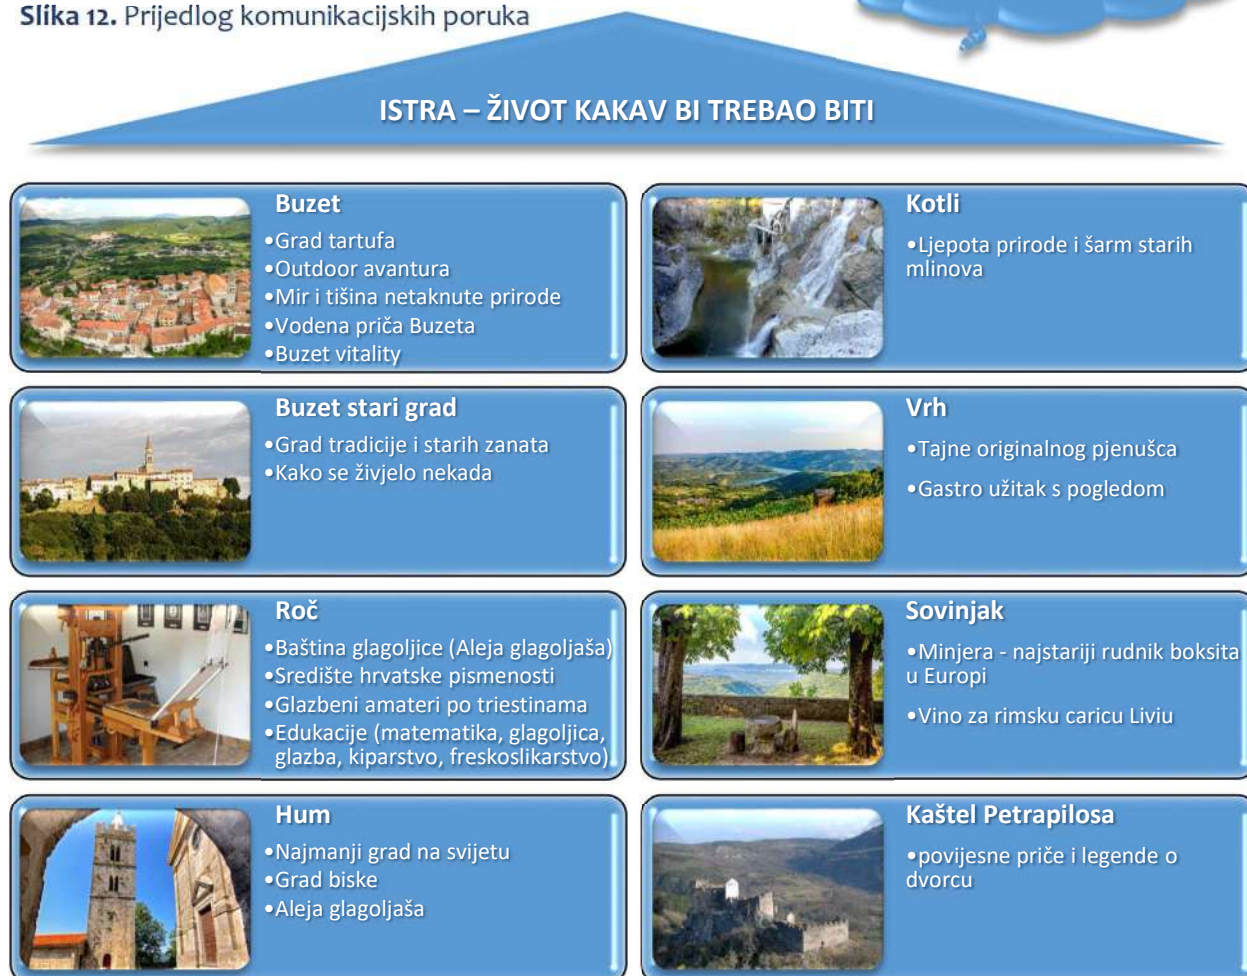 Slika 12. Prijedlog komunikacijskih poruka
ISTRA – ŽIVOT KAKAV BI TREBAO BITI
Buzet
•Grad tartufa
•Outdoor avantura
•Mir i tišina netaknute prirode
•Vodena priča Buzeta
•Buzet vitality
Kotli
•Ljepota prirode i šarm starih
mlinova
Buzet stari grad
•Grad tradicije i starih zanata
•Kako se živjelo nekada
Vrh
•Tajne originalnog pjenušca
•Gastro užitak s pogledom
Roč
•Baština glagoljice (Aleja glagoljaša)
•Središte hrvatske pismenosti
•Glazbeni amateri po triestinama
•Edukacije (matematika, glagoljica,
glazba, kiparstvo, freskoslikarstvo)
Sovinjak
•Minjera - najstariji rudnik boksita
u Europi
•Vino za rimsku caricu Liviu
Hum
•Najmanji grad na svijetu
•Grad biske
•Aleja glagoljaša
Kaštel Petrapilosa
•povijesne priče i legende o
dvorcu